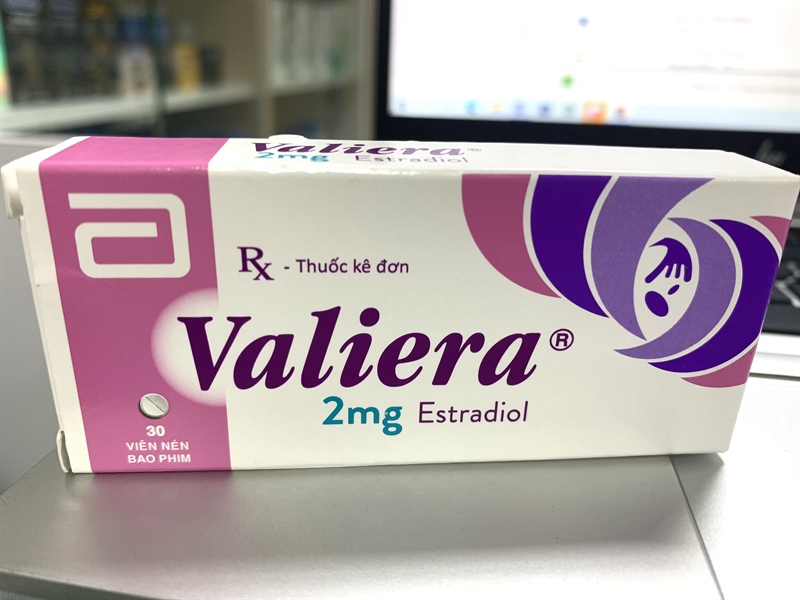 Valiera®
2mg Estradiol
Rx - Thuốc kê đơn
Valiera®
2mg Estradiol
30
VIÊN NÉN
BAO PHIM